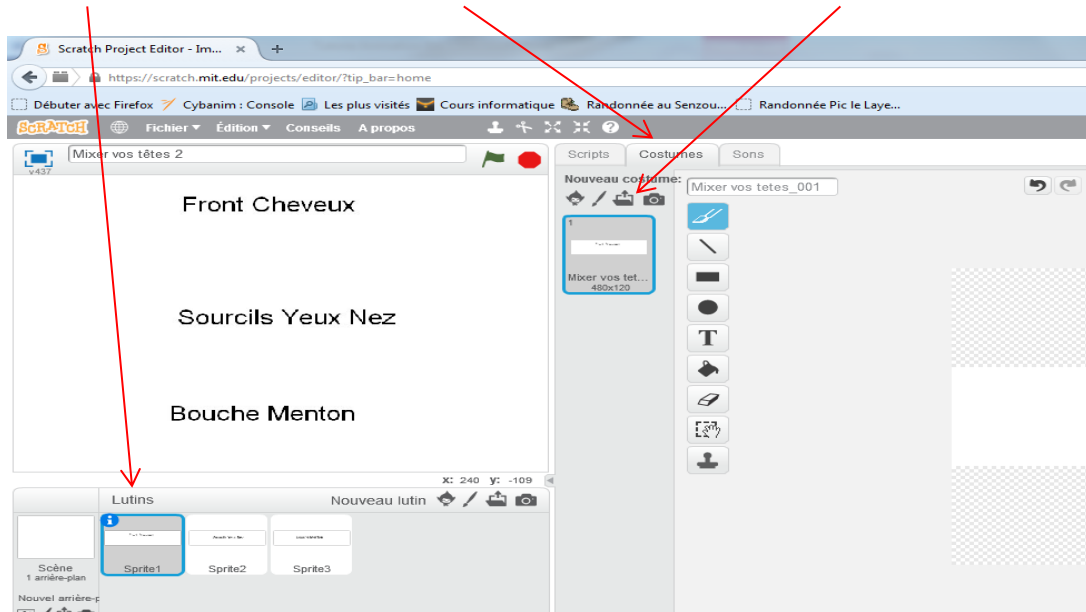 Scratch Project Editor - Im... × +
https://scratch.mit.edu/projects/editor/?tip_bar=home
Débuter avec Firefox Cybanim : Console Les plus visités Cours informatique Randonnée au Senzou... Randonnée Pic le Laye...
SCRATCH Fichier Édition Conseils A propos
v437
Mixer vos têtes 2
Front Cheveux
Sourcils Yeux Nez
Bouche Menton
X: 240 y: -109
Lutins Nouveau lutin
Scène
1 arrière-plan
Nouvel arrière-p
Sprite1 Sprite2 Sprite3
Scripts Costumes Sons
Nouveau costume:
Mixer vos tetes_001
1
Mixer vos tet...
480x120
T